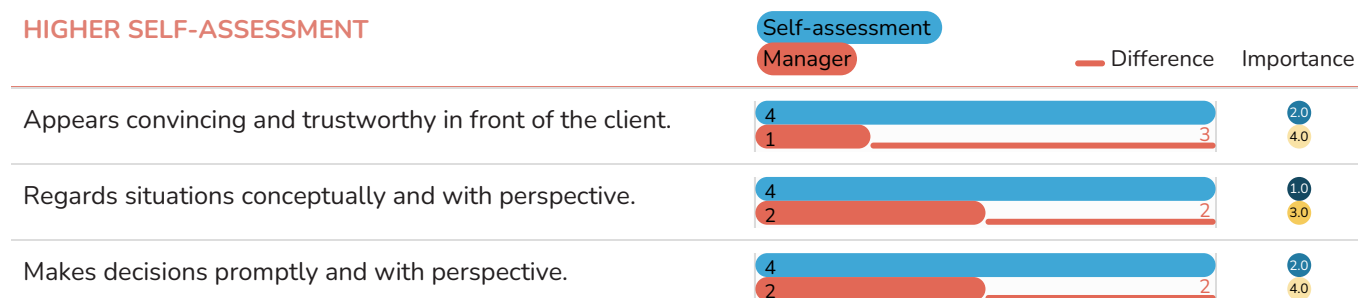 HIGHER SELF-ASSESSMENT
Self-assessment
Manager
Difference
Importance
Appears convincing and trustworthy in front of the client.
4
1
3
2.0
4.0
Regards situations conceptually and with perspective.
4
2
2
1.0
3.0
Makes decisions promptly and with perspective.
4
2
2
2.0
4.0